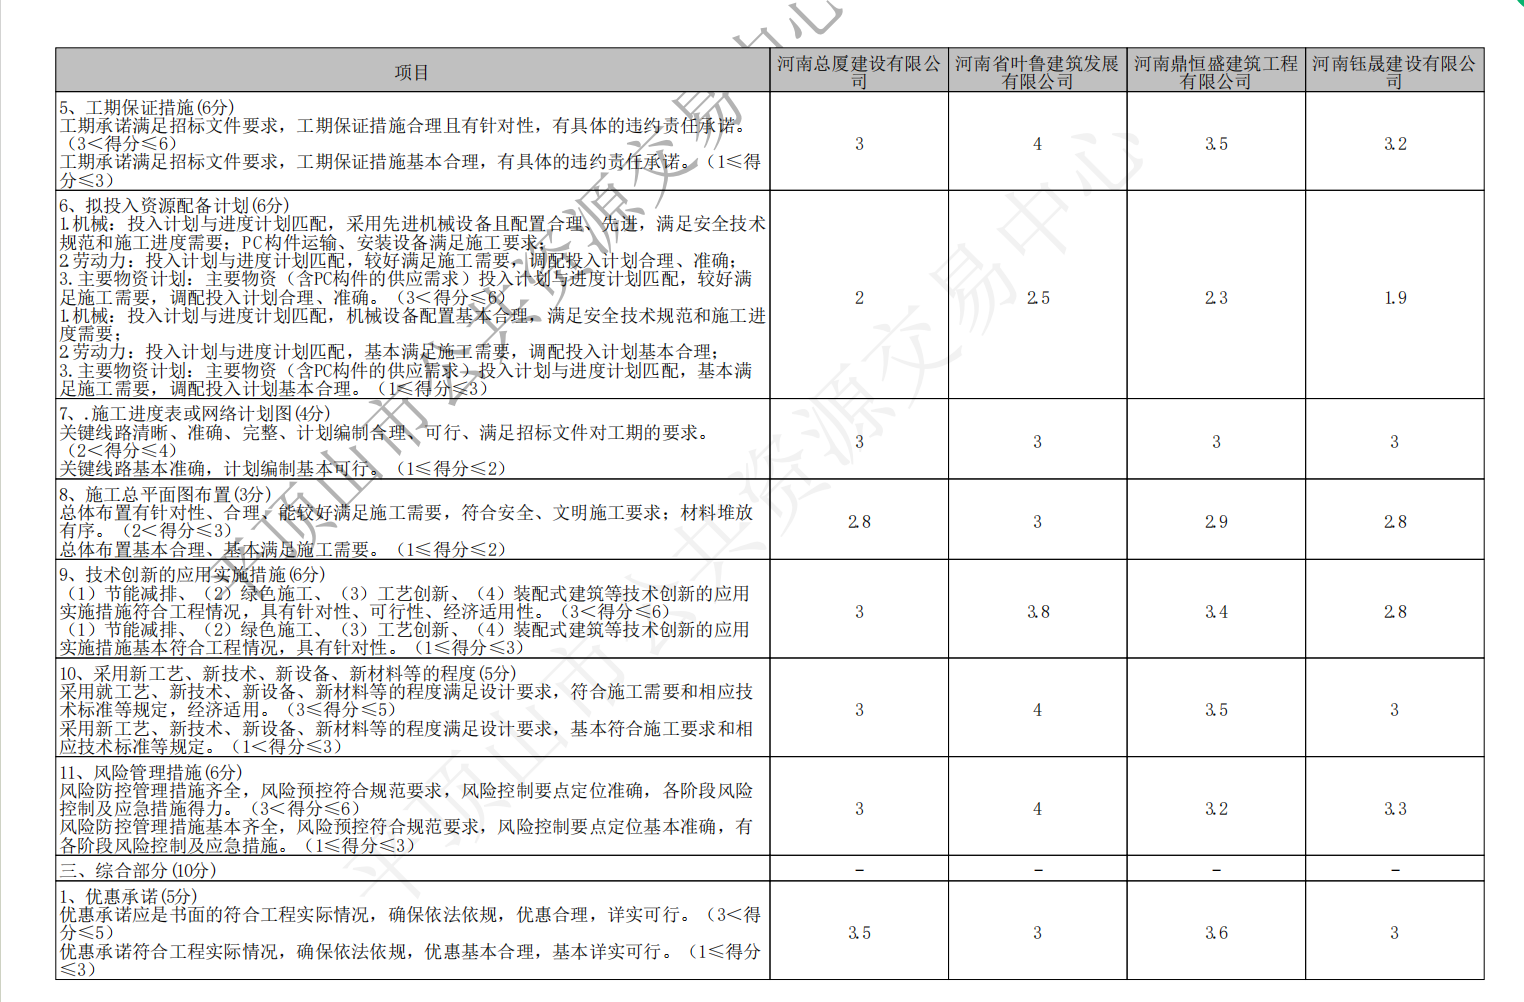 项目
河南总厦建设有限公
司
河南省叶鲁建筑发展
有限公司
河南鼎恒盛建筑工程
有限公司
河南钰晟建设有限公
司
5、工期保证措施(6分)
工期承诺满足招标文件要求，工期保证措施合理且有针对性，有具体的违约责任承诺。
（3＜得分≤6）
工期承诺满足招标文件要求，工期保证措施基本合理，有具体的违约责任承诺。（1≤得
分≤3）
3
4
3.5
3.2
6、拟投入资源配备计划(6分)
1.机械：投入计划与进度计划匹配，采用先进机械设备且配置合理、先进，满足安全技术
规范和施工进度需要；PC构件运输、安装设备满足施工要求；
2.劳动力：投入计划与进度计划匹配，较好满足施工需要，调配投入计划合理、准确；
3.主要物资计划：主要物资（含PC构件的供应需求）投入计划与进度计划匹配，较好满
足施工需要，调配投入计划合理、准确。（3＜得分≤6）
1.机械：投入计划与进度计划匹配，机械设备配置基本合理，满足安全技术规范和施工进
度需要；
2.劳动力：投入计划与进度计划匹配，基本满足施工需要，调配投入计划基本合理；
3.主要物资计划：主要物资（含PC构件的供应需求）投入计划与进度计划匹配，基本满
足施工需要，调配投入计划基本合理。（1≤得分≤3）
2
2.5
2.3
1.9
7、.施工进度表或网络计划图(4分)
关键线路清晰、准确、完整、计划编制合理、可行、满足招标文件对工期的要求。
（2＜得分≤4）
关键线路基本准确，计划编制基本可行。（1≤得分≤2）
3
3
3
3
8、施工总平面图布置(3分)
总体布置有针对性、合理、能较好满足施工需要，符合安全、文明施工要求；材料堆放
有序。（2＜得分≤3）
总体布置基本合理、基本满足施工需要。（1≤得分≤2）
2.8
3
2.9
2.8
9、技术创新的应用实施措施(6分)
（1）节能减排、（2）绿色施工、（3）工艺创新、（4）装配式建筑等技术创新的应用
实施措施符合工程情况，具有针对性、可行性、经济适用性。（3＜得分≤6）
（1）节能减排、（2）绿色施工、（3）工艺创新、（4）装配式建筑等技术创新的应用
实施措施基本符合工程情况，具有针对性。（1≤得分≤3）
3
3.8
3.4
2.8
10、采用新工艺、新技术、新设备、新材料等的程度(5分)
采用就工艺、新技术、新设备、新材料等的程度满足设计要求，符合施工需要和相应技
术标准等规定，经济适用。（3≤得分≤5）
采用新工艺、新技术、新设备、新材料等的程度满足设计要求，基本符合施工要求和相
应技术标准等规定。（1＜得分≤3）
3
4
3.5
3
11、风险管理措施(6分)
风险防控管理措施齐全，风险预控符合规范要求，风险控制要点定位准确，各阶段风险
控制及应急措施得力。（3＜得分≤6）
风险防控管理措施基本齐全，风险预控符合规范要求，风险控制要点定位基本准确，有
各阶段风险控制及应急措施。（1≤得分≤3）
3
4
3.2
3.3
三、综合部分(10分)
-
-
-
-
1、优惠承诺(5分)
优惠承诺应是书面的符合工程实际情况，确保依法依规，优惠合理，详实可行。（3＜得
分≤5）
优惠承诺符合工程实际情况，确保依法依规，优惠基本合理，基本详实可行。（1≤得分
≤3）
3.5
3
3.6
3
平顶山市公共资源交易中心
平顶山市公共资源交易中心